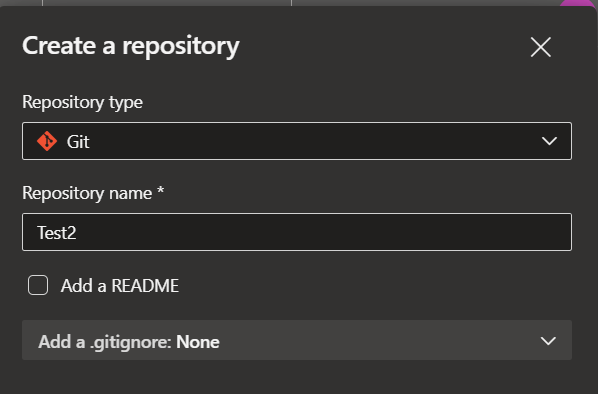 Create a repository
Repository type
Git
Repository name *
Test2
Add a README
Add a .gitignore: None